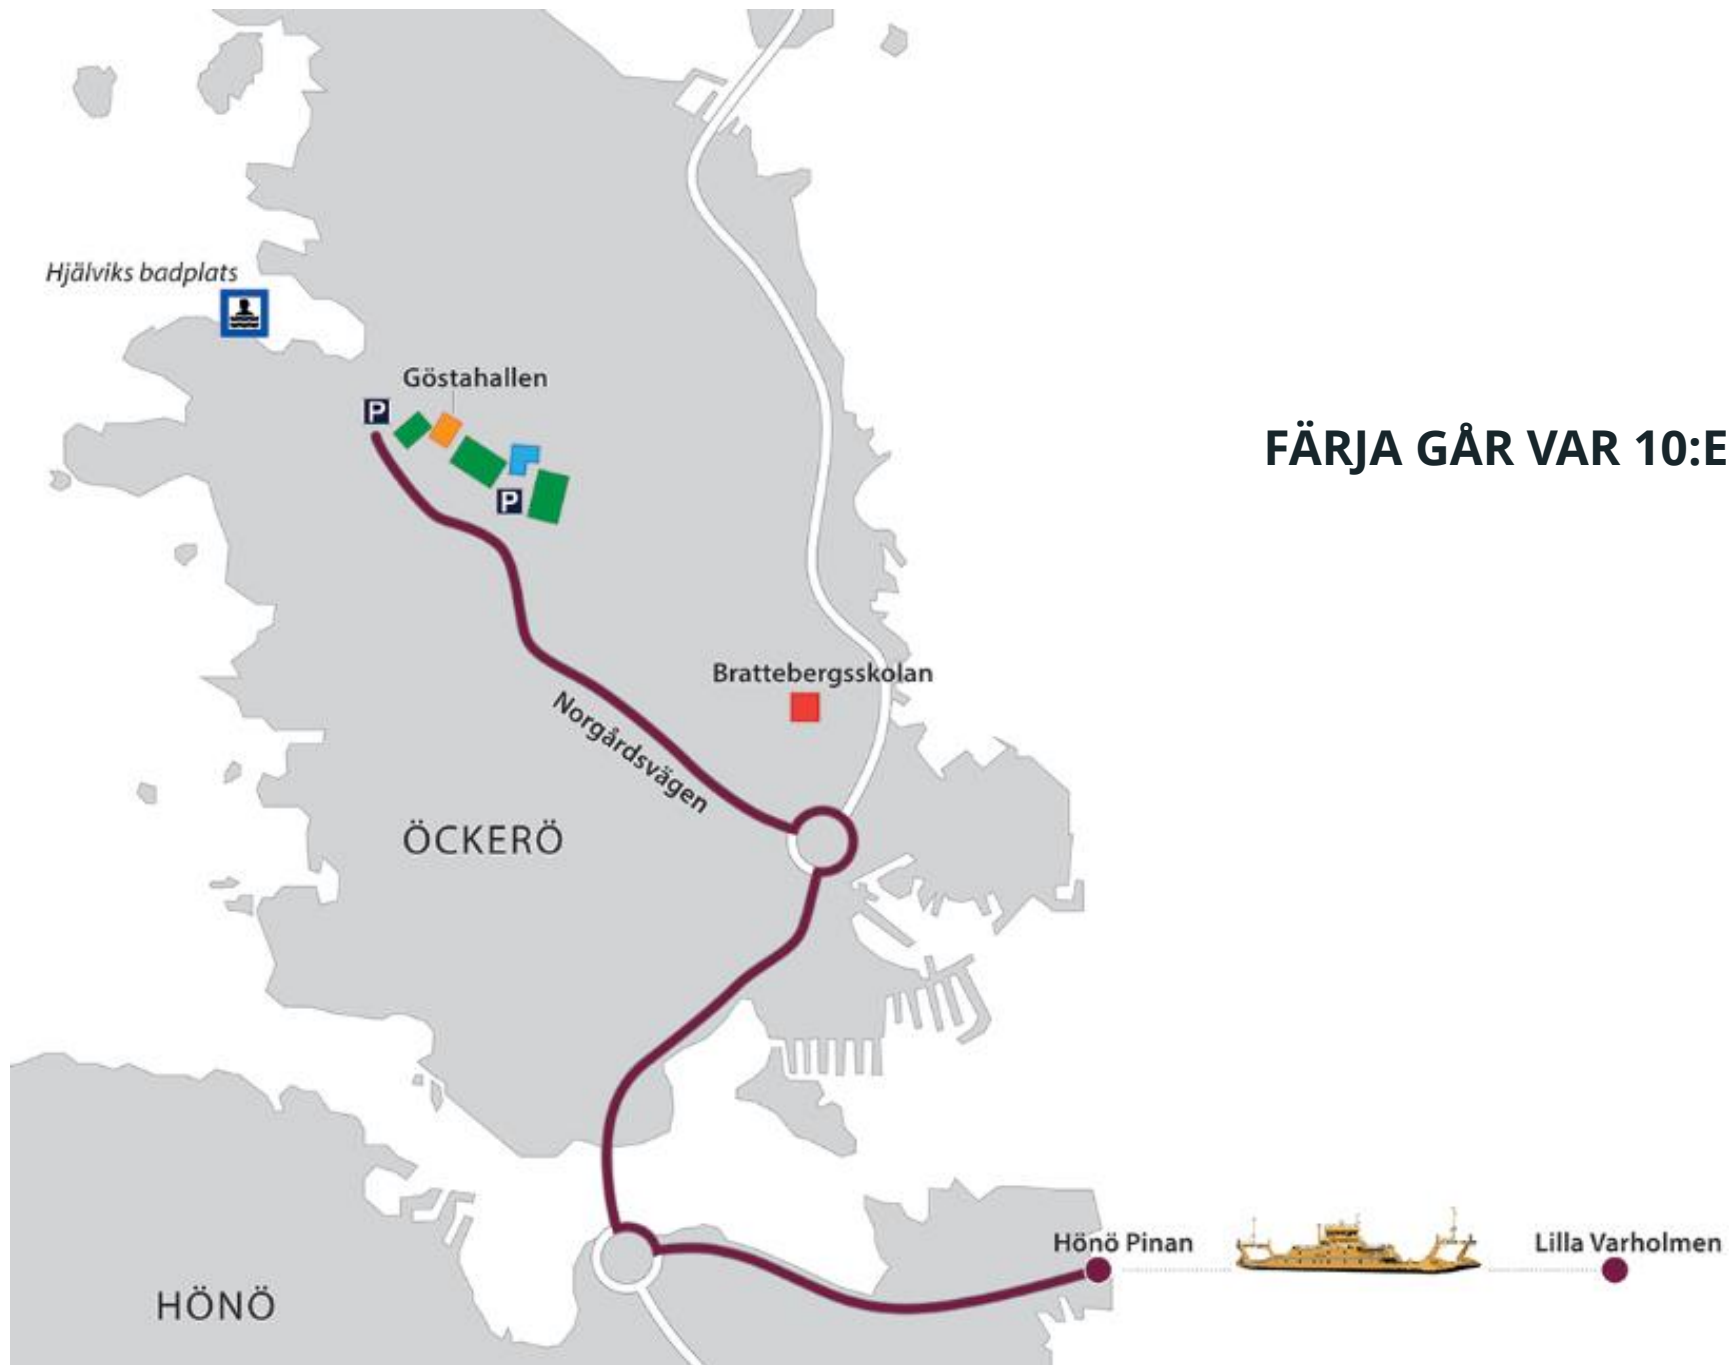 Hjälviks badplats
Göstahallen
P
P
FÄRJA GÅR VAR 10:E
Brattebergsskolan
Norgårdsvägen
ÖCKERÖ
Hönö Pinan
Lilla Varholmen
HÖNÖ